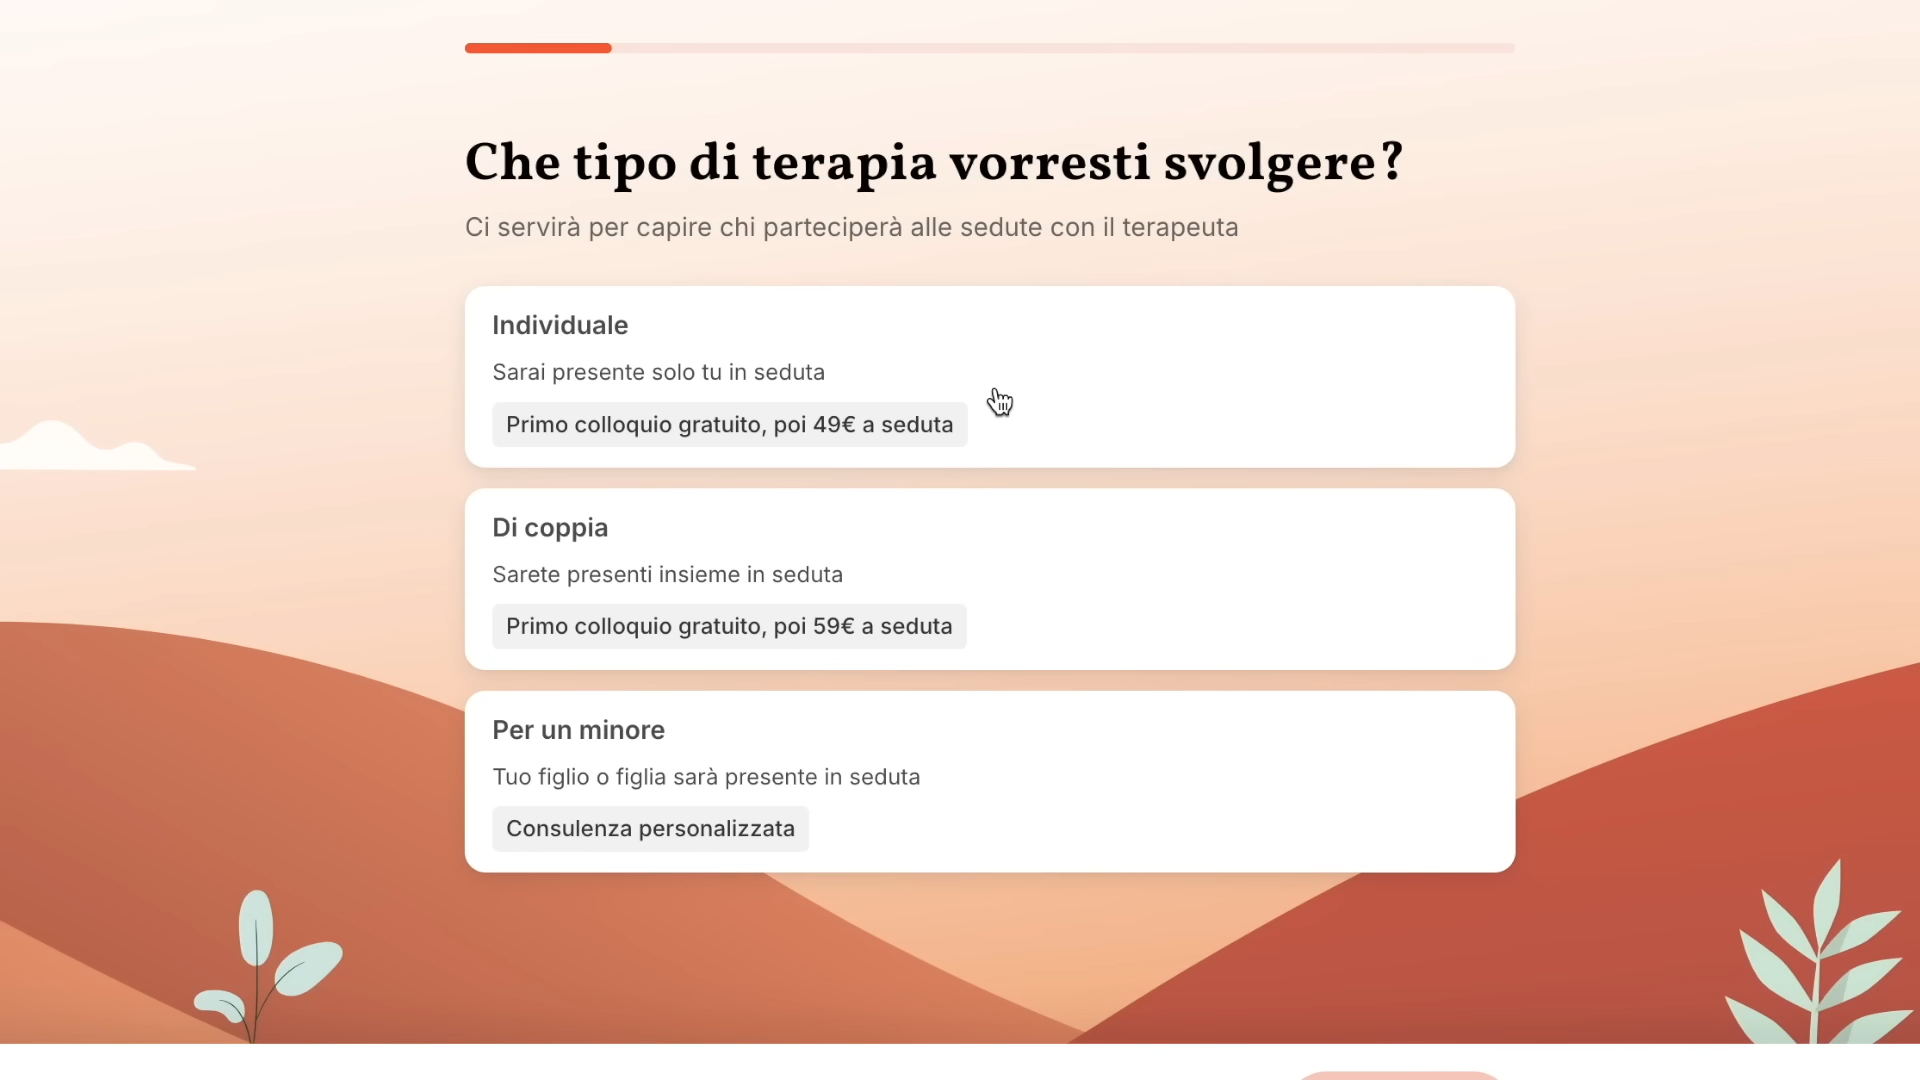 Che tipo di terapia vorresti svolgere?
Ci servirà per capire chi parteciperà alle sedute con il terapeuta
Individuale
Sarai presente solo tu in seduta
Primo colloquio gratuito, poi 49€ a seduta
Di coppia
Sarete presenti insieme in seduta
Primo colloquio gratuito, poi 59€ a seduta
Per un minore
Tuo figlio o figlia sarà presente in seduta
Consulenza personalizzata